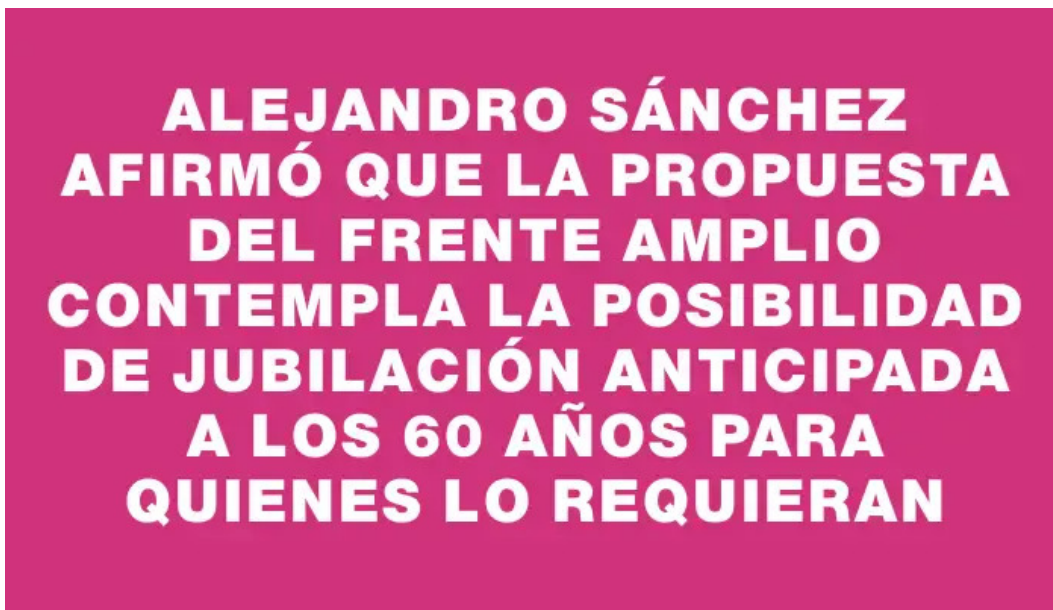 ALEJANDRO SÁNCHEZ
AFIRMÓ QUE LA PROPUESTA
DEL FRENTE AMPLIO
CONTEMPLA LA POSIBILIDAD
DE JUBILACIÓN ANTICIPADA
A LOS 60 AÑOS PARA
QUIENES LO REQUIERAN